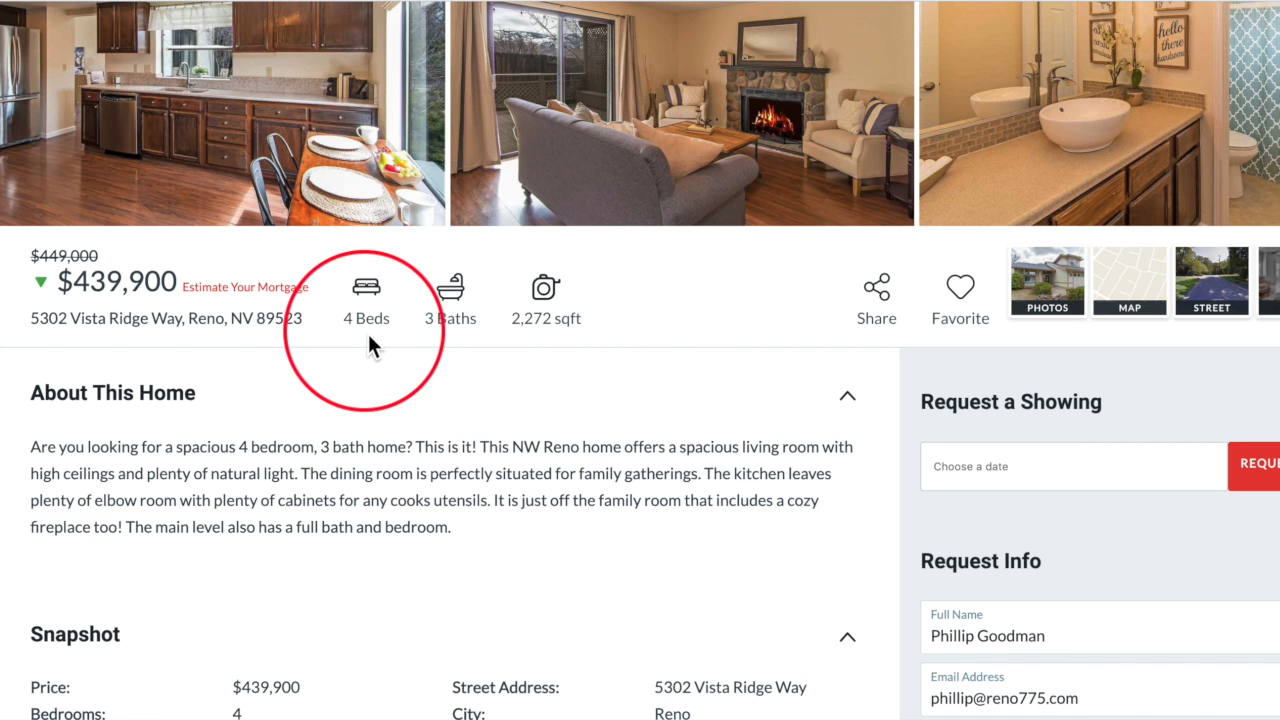 hello
there
handsome
$449,000
$439,900 Estimate Your Mortgage
5302 Vista Ridge Way, Reno, NV 89523
4 Beds
3 Baths
2,272 sqft
Share
Favorite
PHOTOS
MAP
STREET
About This Home
Are you looking for a spacious 4 bedroom, 3 bath home? This is it! This NW Reno home offers a spacious living room with
high ceilings and plenty of natural light. The dining room is perfectly situated for family gatherings. The kitchen leaves
plenty of elbow room with plenty of cabinets for any cooks utensils. It is just off the family room that includes a cozy
fireplace too! The main level also has a full bath and bedroom.
Request a Showing
Choose a date
REQUE
Request Info
Full Name
Phillip Goodman
Email Address
phillip@reno775.com
Snapshot
Price: $439,900
Street Address: 5302 Vista Ridge Way
Bedrooms: 4
City: Reno